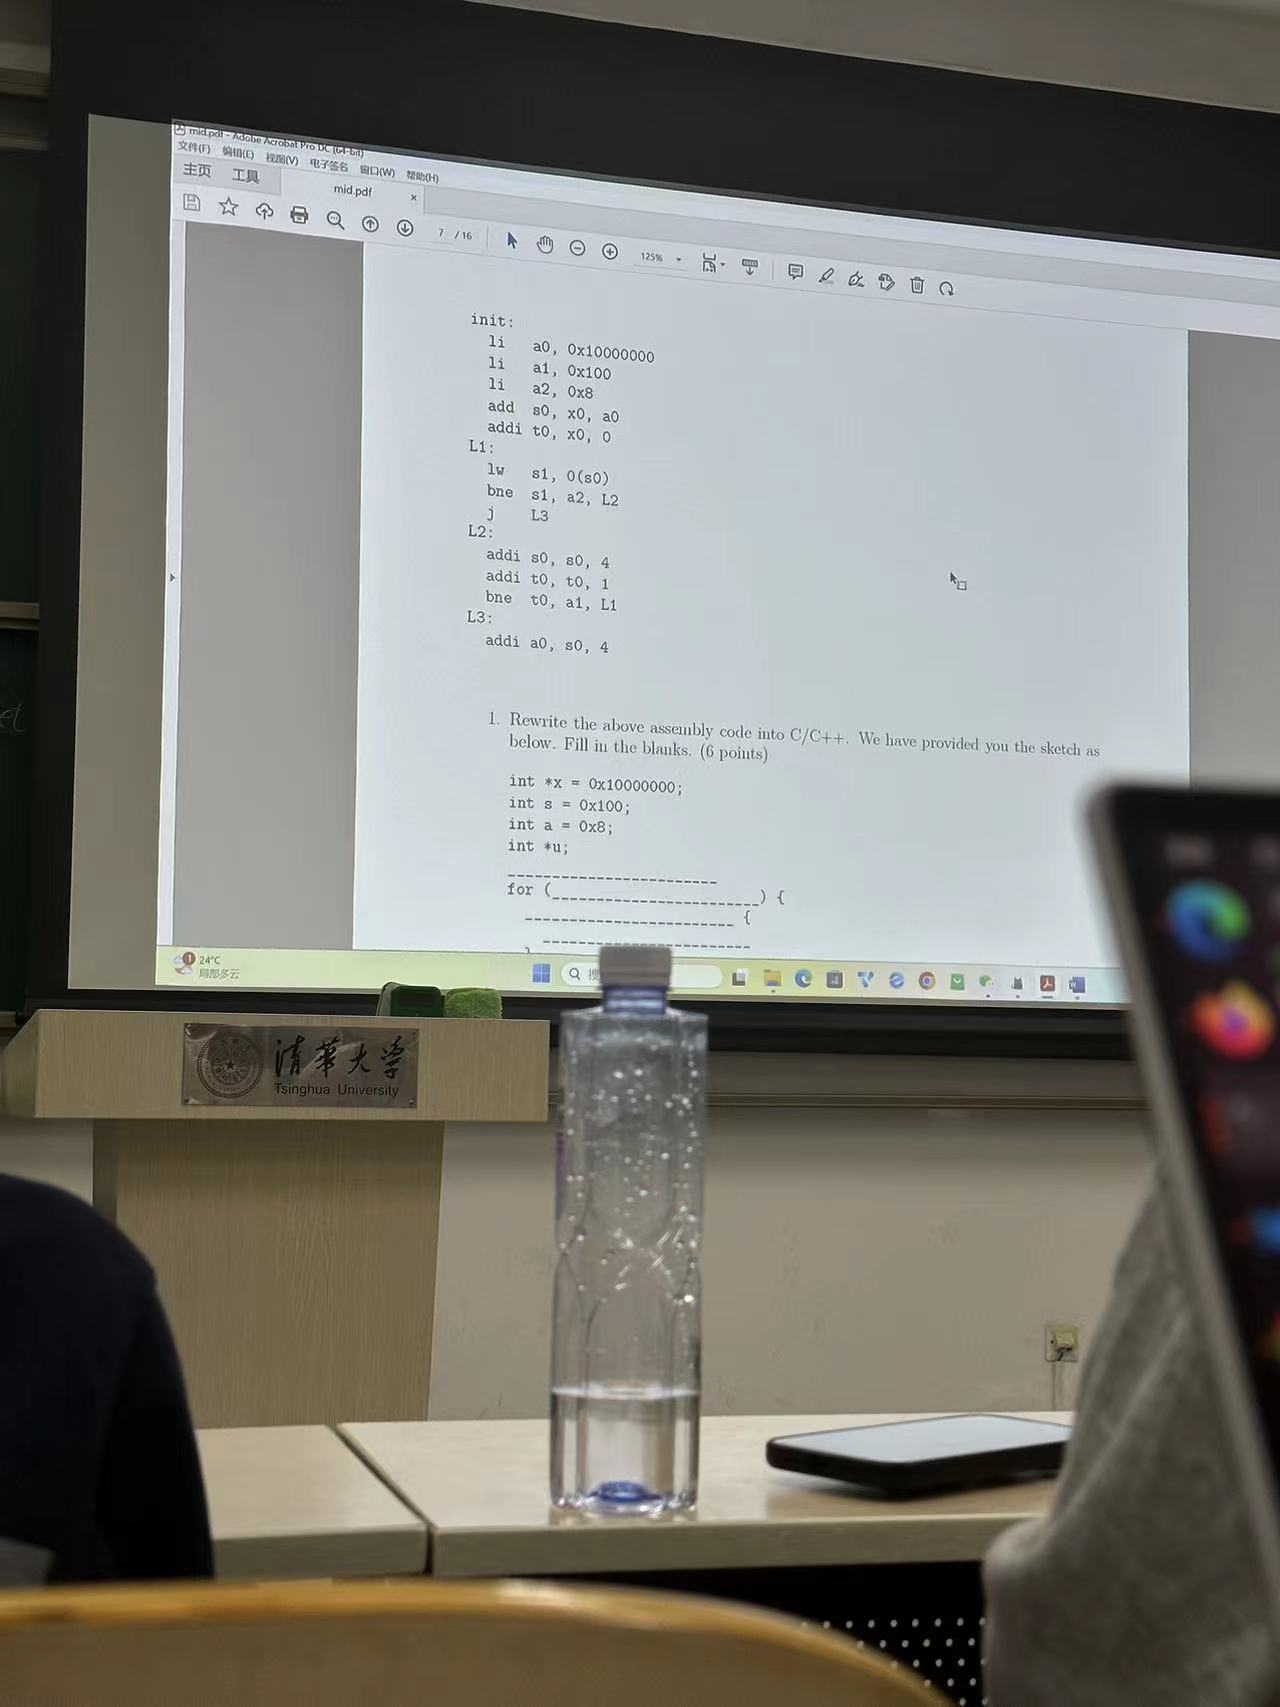 mid.pdf - Adobe Acrobat Pro DC (64-bit)
文件(F) 编辑(E) 视图(V) 电子签名 窗口(W) 帮助(H)
主页 工具 mid.pdf ×
7 / 16 125%
init:
li a0, 0x10000000
li a1, 0x100
li a2, 0x8
add s0, x0, a0
addi t0, x0, 0
L1:
lw s1, 0(s0)
bne s1, a2, L2
j L3
L2:
addi s0, s0, 4
addi t0, t0, 1
bne t0, a1, L1
L3:
addi a0, s0, 4
1. Rewrite the above assembly code into C/C++. We have provided you the sketch as
below. Fill in the blanks. (6 points)
int *x = 0x10000000;
int s = 0x100;
int a = 0x8;
int *u;
________________________
for (________________________) {
________________________ {
________________________
24°C
局部多云
搜
清華大学
Tsinghua University